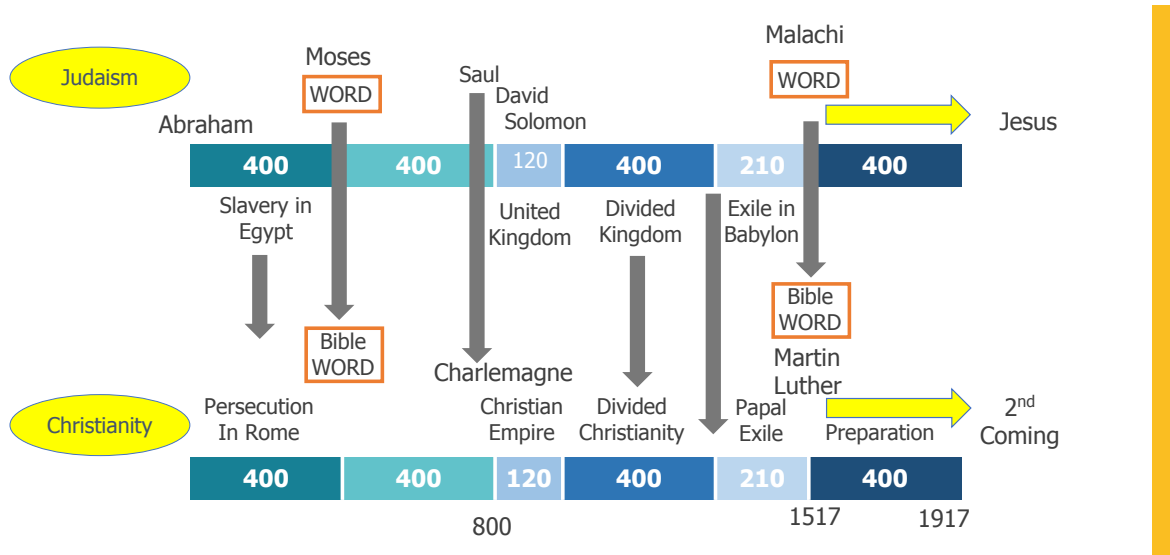 Judaism
Moses
WORD
Abraham
Saul
David
Solomon
Malachi
WORD
Jesus
400
400
120
400
210
400
Slavery in
Egypt
United
Kingdom
Divided
Kingdom
Exile in
Babylon
Bible
WORD
Bible
WORD
Martin
Luther
Charlemagne
Christianity
Persecution
In Rome
Christian
Empire
Divided
Christianity
Papal
Exile
Preparation
2nd
Coming
400
400
120
400
210
400
800
1517
1917